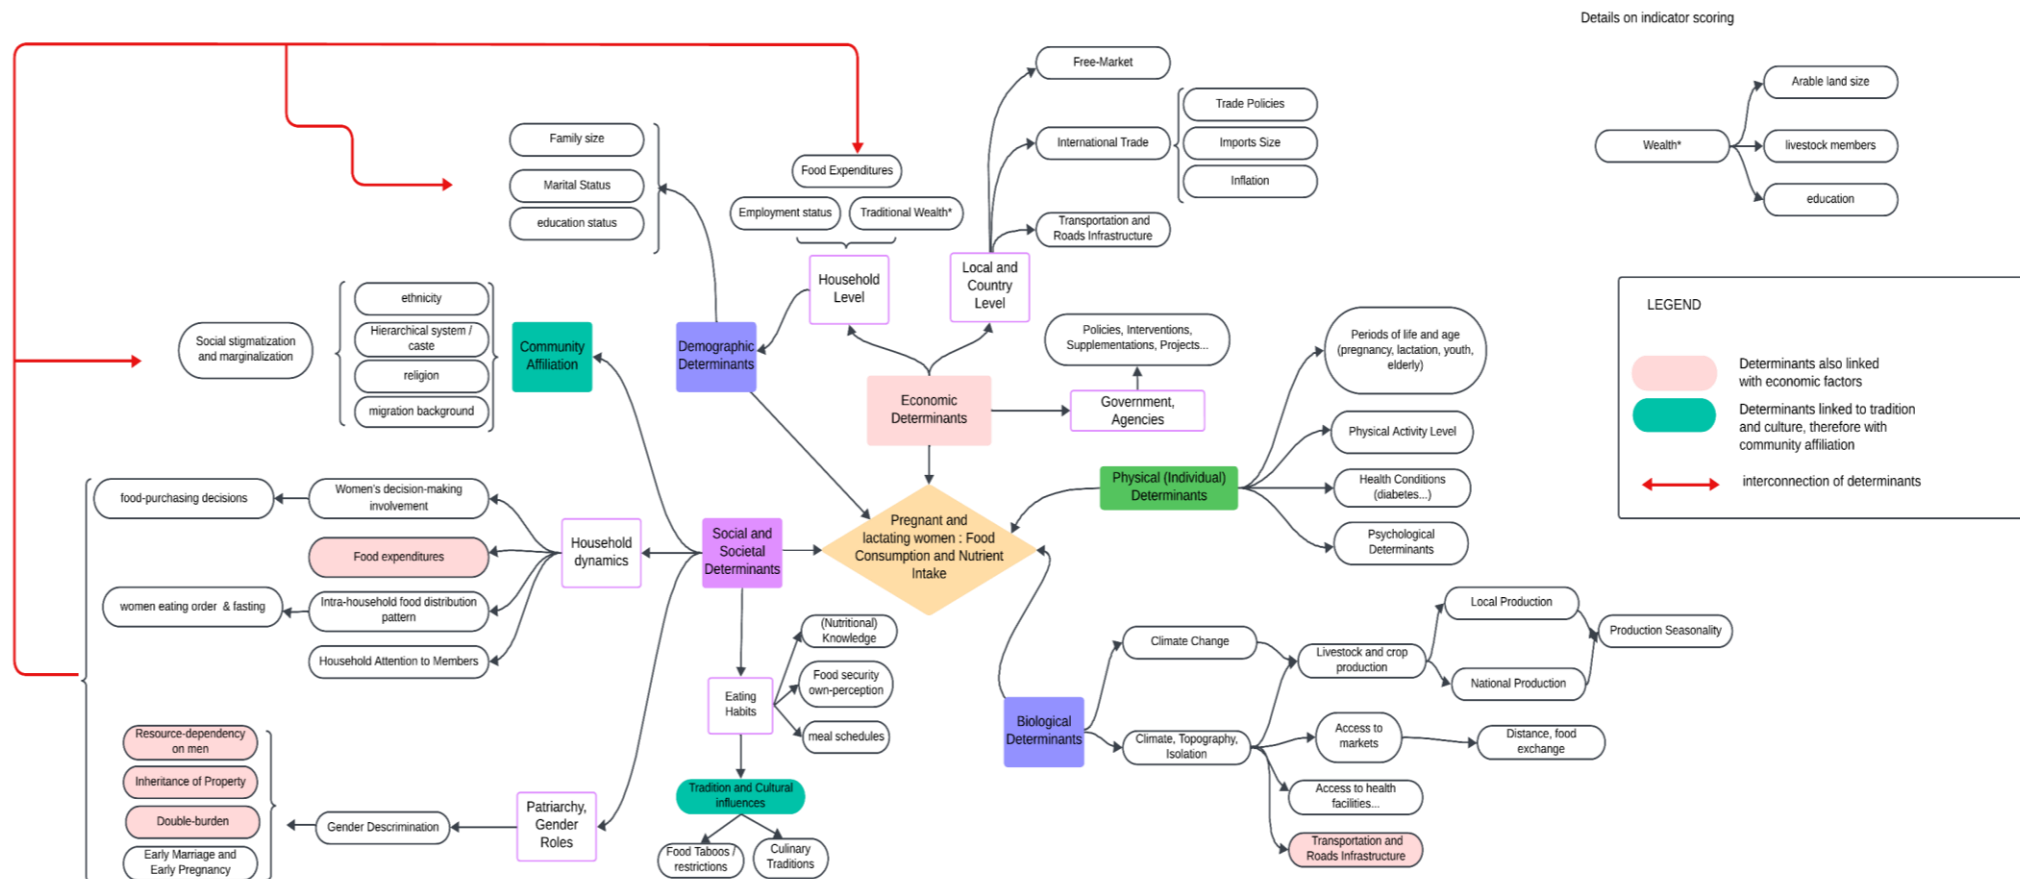 Details on indicator scoring
Free-Market
Arable land size
Trade Policies
Family size
International Trade
Imports Size
Wealth*
livestock members
Food Expenditures
Marital Status
Inflation
education
Employment status
Traditional Wealth*
education status
Transportation and
Roads Infrastructure
Household
Level
Local and
Country
Level
ethnicity
LEGEND
Social stigmatization
and marginalization
Hierarchical system /
caste
religion
migration background
Community
Affiliation
Demographic
Determinants
Policies, Interventions,
Supplementations, Projects...
Periods of life and age
(pregnancy, lactation, youth,
elderly)
Determinants also linked
with economic factors
Economic
Determinants
Government,
Agencies
Determinants linked to tradition
and culture, therefore with
community affiliation
Physical Activity Level
interconnection of determinants
Physical (Individual)
Determinants
Health Conditions
(diabetes...)
Psychological
Determinants
food-purchasing decisions
Women's decision-making
involvement
Food expenditures
Household
dynamics
Social and
Societal
Determinants
Pregnant and
lactating women : Food
Consumption and Nutrient
Intake
women eating order & fasting
Intra-household food distribution
pattern
Household Attention to Members
(Nutritional)
Knowledge
Food security
own-perception
Eating
Habits
meal schedules
Climate Change
Livestock and crop
production
Local Production
National Production
Production Seasonality
Biological
Determinants
Climate, Topography,
Isolation
Access to
markets
Distance, food
exchange
Access to health
facilities...
Transportation and
Roads Infrastructure
Resource-dependency
on men
Inheritance of Property
Double-burden
Early Marriage and
Early Pregnancy
Gender Descrimination
Patriarchy,
Gender
Roles
Tradition and Cultural
influences
Food Taboos /
restrictions
Culinary
Traditions